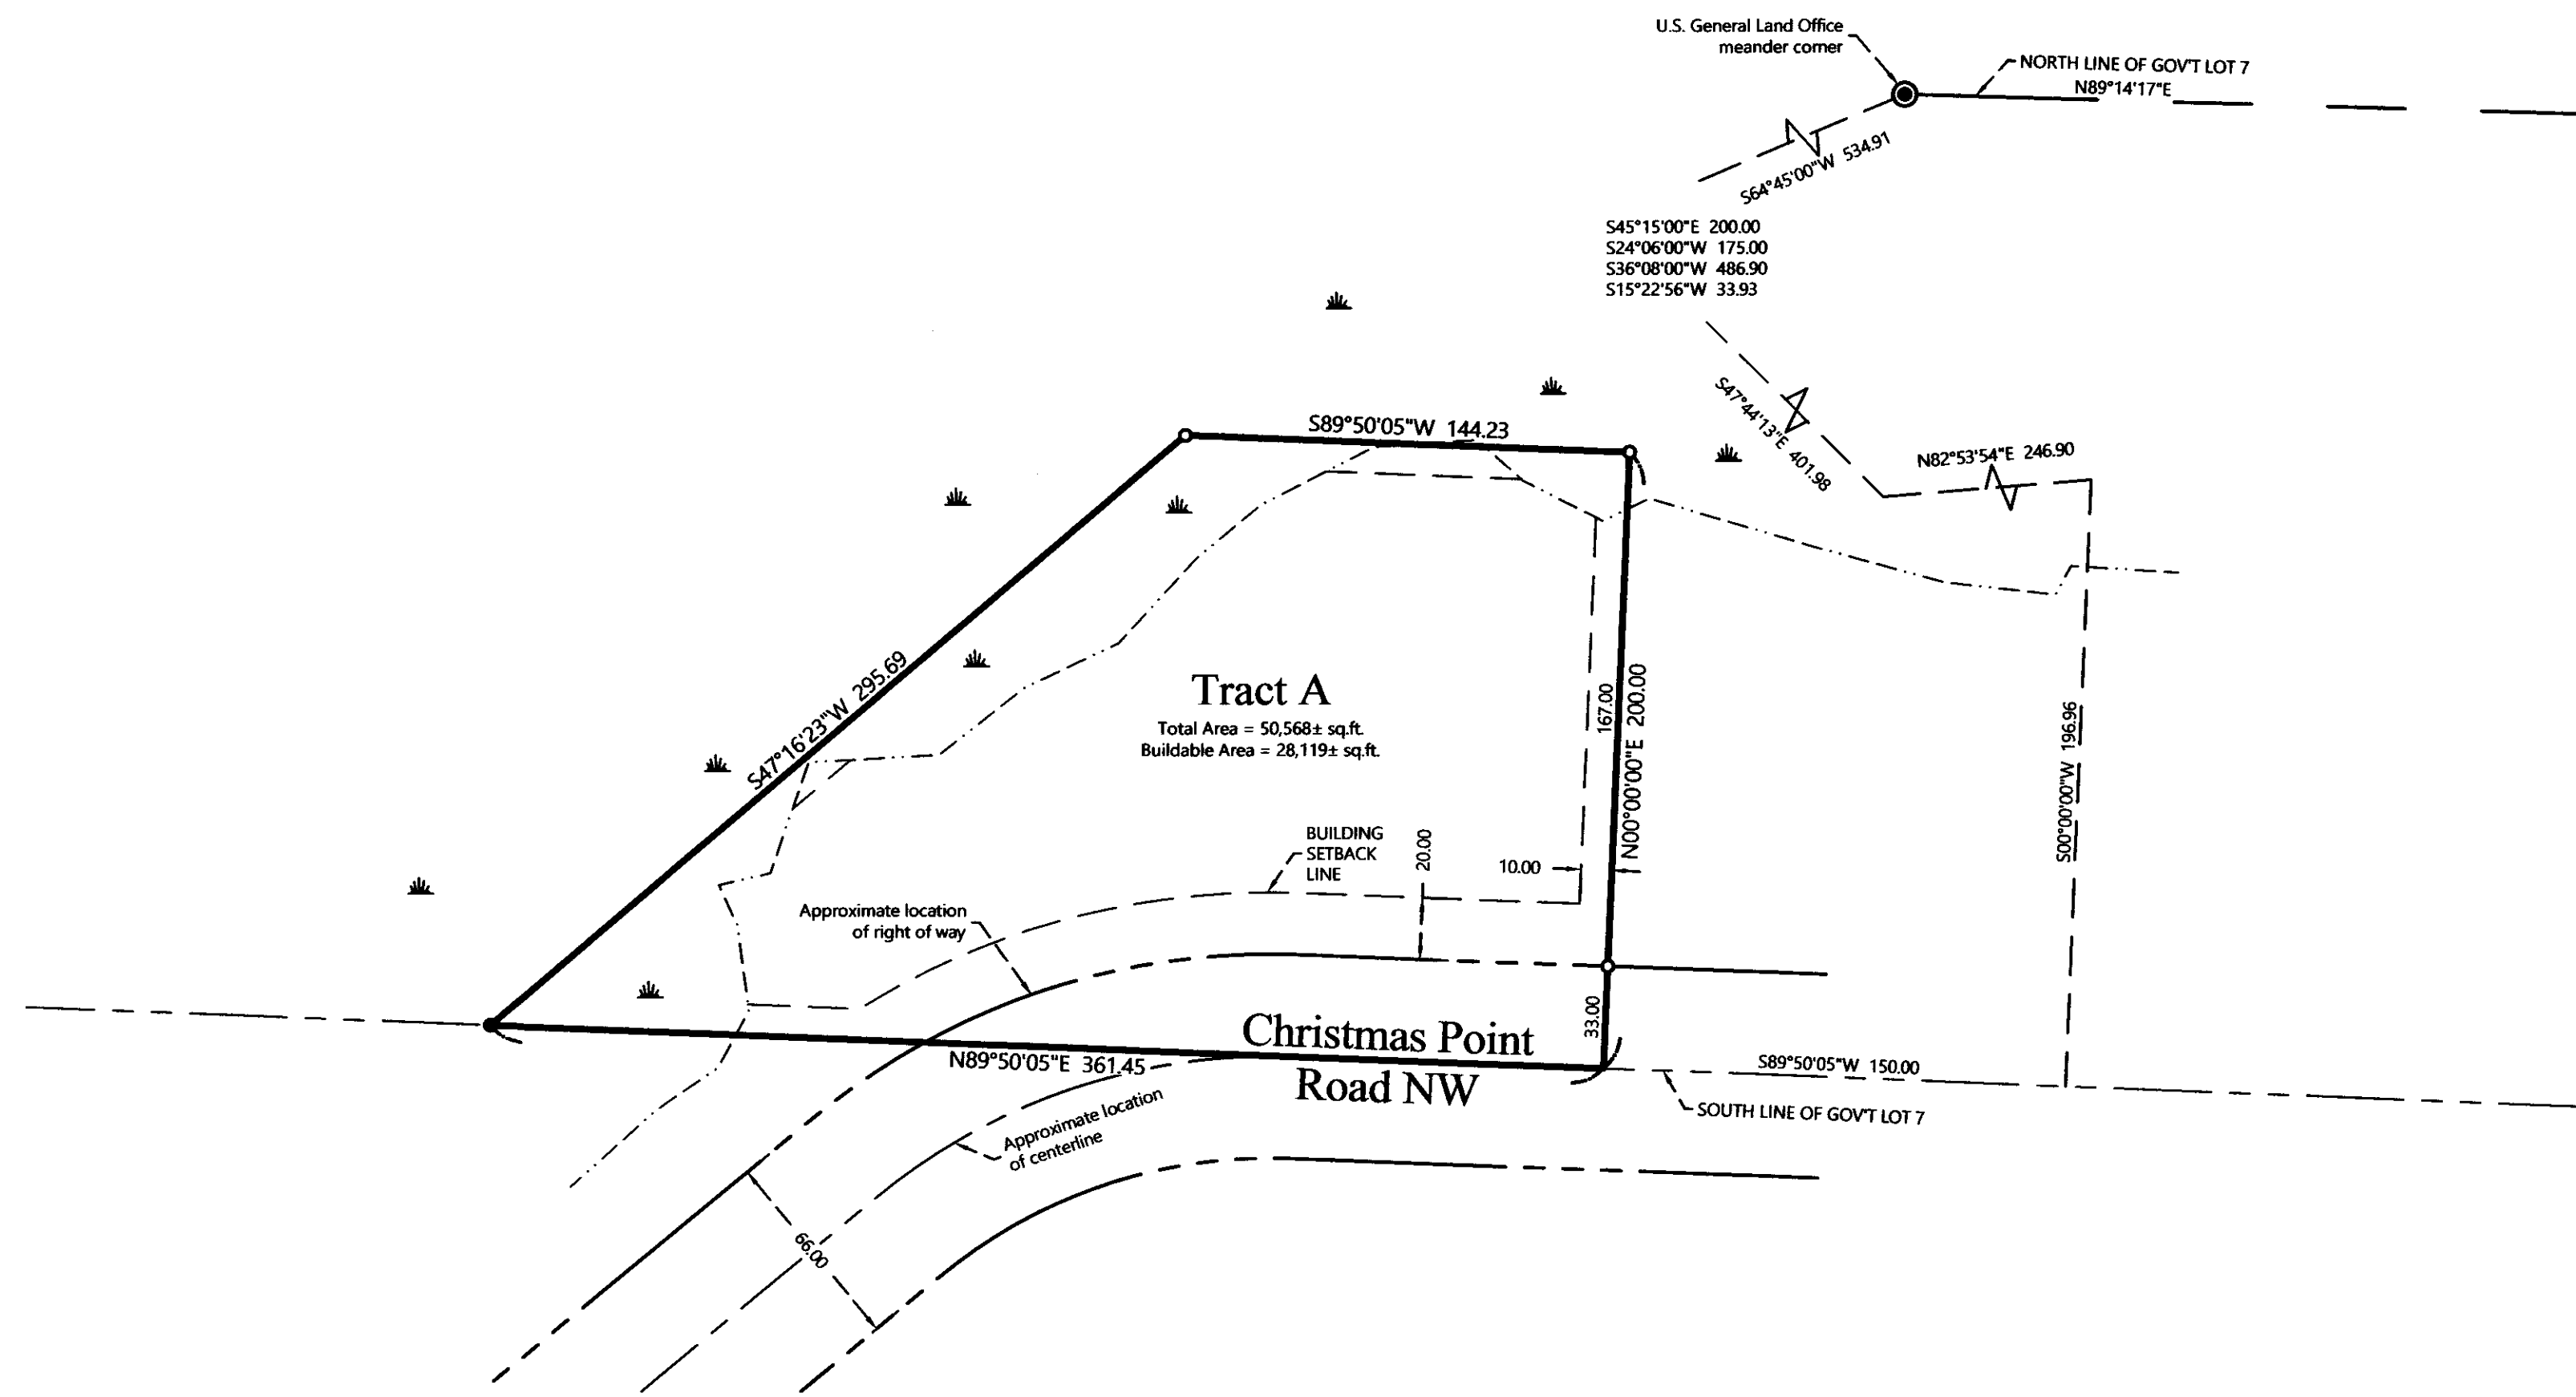 U.S. General Land Office
meander corner
NORTH LINE OF GOV'T LOT 7
N89°14'17"E
S64°45'00"W 534.91
S45°15'00"E 200.00
S24°06'00"W 175.00
S36°08'00"W 486.90
S15°22'56"W 33.93
S47°44'13"E 401.98
N82°53'54"E 246.90
S89°50'05"W 144.23
S47°16'23"W 295.69
Tract A
Total Area = 50,568± sq.ft.
Buildable Area = 28,119± sq.ft.
167.00
N00°00'00"E 200.00
S00°00'00"W 196.96
BUILDING
SETBACK
LINE
20.00
10.00
Approximate location
of right of way
33.00
Christmas Point
Road NW
N89°50'05"E 361.45
S89°50'05"W 150.00
SOUTH LINE OF GOV'T LOT 7
Approximate location
of centerline
66.00